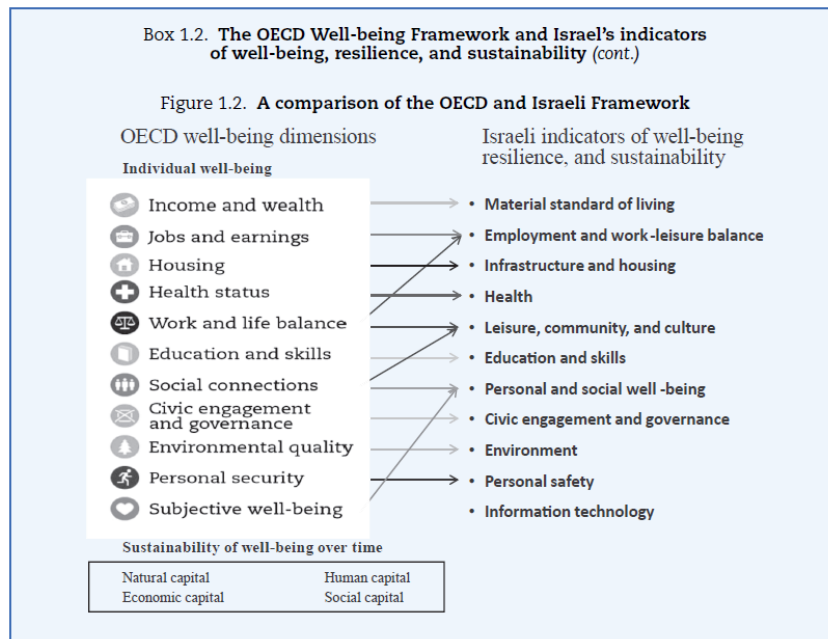 Box 1.2. The OECD Well-being Framework and Israel's indicators
of well-being, resilience, and sustainability (cont.)
Figure 1.2. A comparison of the OECD and Israeli Framework
OECD well-being dimensions
Individual well-being
Income and wealth
Jobs and earnings
Housing
Health status
Work and life balance
Education and skills
Social connections
Civic engagement
and governance
Environmental quality
Personal security
Subjective well-being
Israeli indicators of well-being
resilience, and sustainability
• Material standard of living
• Employment and work-leisure balance
• Infrastructure and housing
• Health
• Leisure, community, and culture
• Education and skills
• Personal and social well-being
• Civic engagement and governance
• Environment
• Personal safety
• Information technology
Sustainability of well-being over time
Natural capital Human capital
Economic capital Social capital